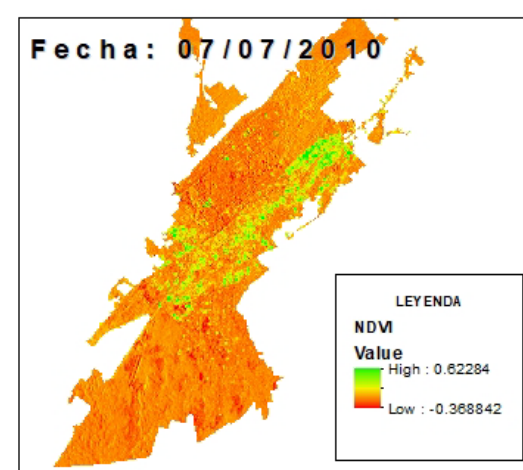 Fecha: 07/07/2010
LEYENDA
NDVI
Value
High : 0.62284
Low : -0.368842